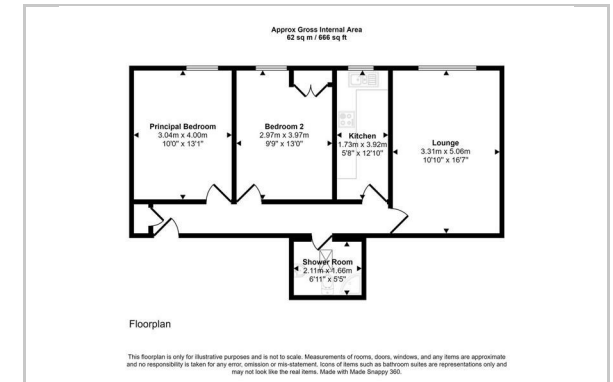 Approx Gross Internal Area
62 sq m / 666 sq ft
Principal Bedroom
3.04m x 4.00m
10'0" x 13'1"
Bedroom 2
2.97m x 3.97m
9'9" x 13'0"
Kitchen
1.73m x 3.92m
5'8" x 12'10"
Lounge
3.31m x 5.06m
10'10" x 16'7"
Shower Room
2.11m x 1.66m
6'11" x 5'5"
Floorplan
This floorplan is only for illustrative purposes and is not to scale. Measurements of rooms, doors, windows, and any items are approximate
and no responsibility is taken for any error, omission or mis-statement. Icons of items such as bathroom suites are representations only and
may not look like the real items. Made with Made Snappy 360.